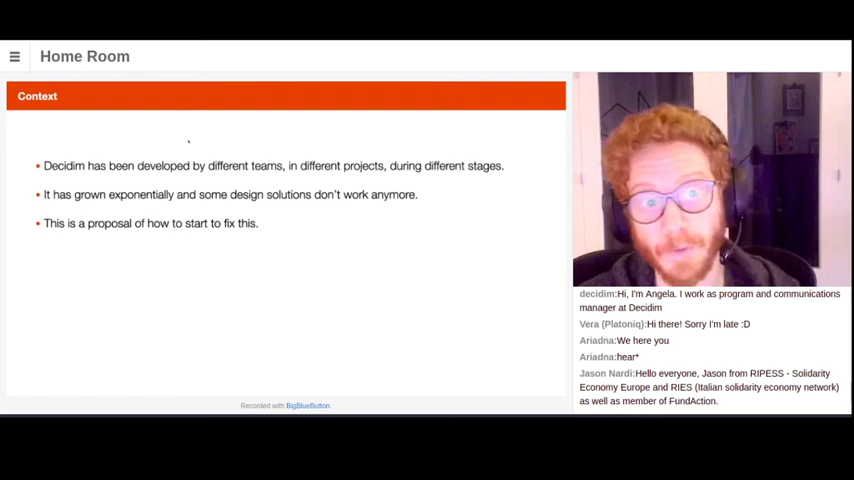 Home Room
Context
• Decidim has been developed by different teams, in different projects, during different stages.
• It has grown exponentially and some design solutions don't work anymore.
• This is a proposal of how to start to fix this.
Recorded with BigBlueButton.
decidim:Hi, I'm Angela. I work as program and communications
manager at Decidim
Vera (Platoniq):Hi there! Sorry I'm late :D
Ariadna:We here you
Ariadna:hear*
Jason Nardi:Hello everyone, Jason from RIPESS - Solidarity
Economy Europe and RIES (Italian solidarity economy network)
as well as member of FundAction.